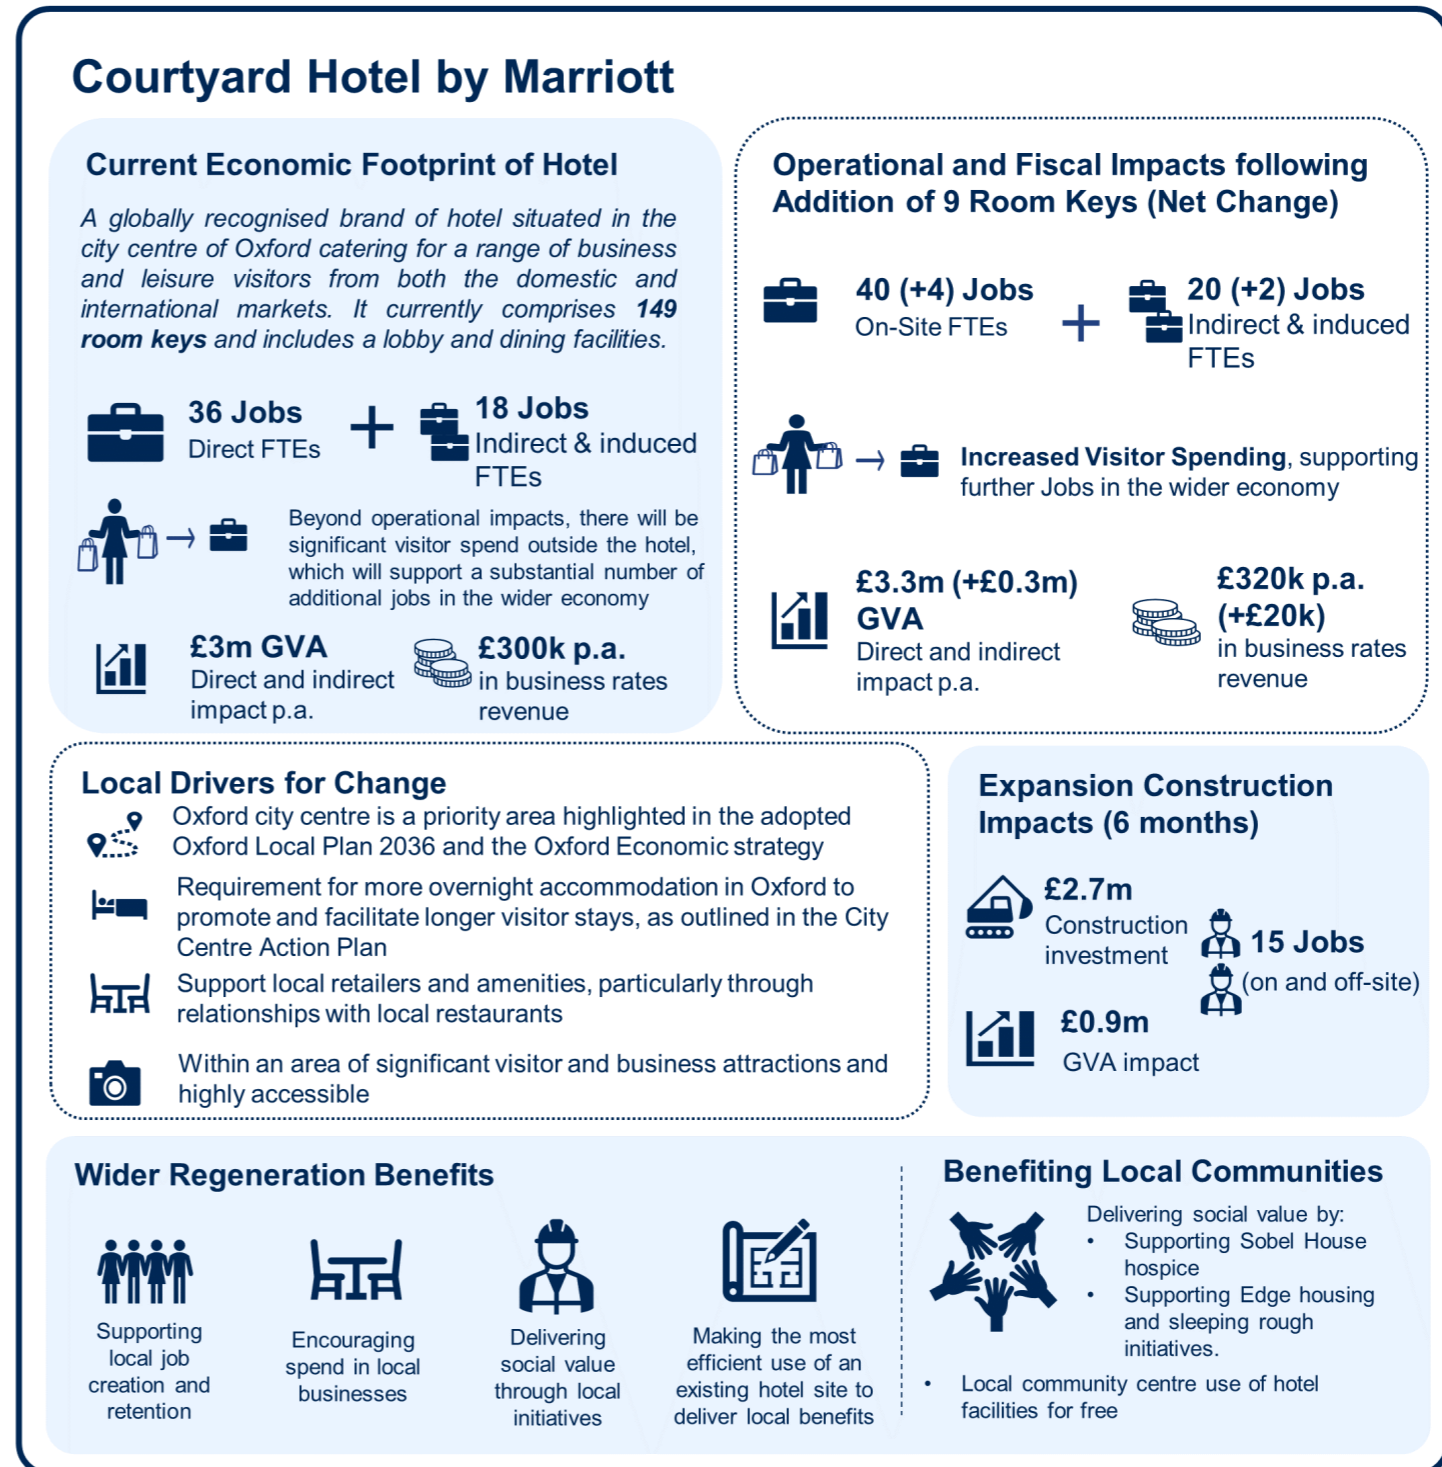 Courtyard Hotel by Marriott
Current Economic Footprint of Hotel
A globally recognised brand of hotel situated in the
city centre of Oxford catering for a range of business
and leisure visitors from both the domestic and
international markets. It currently comprises 149
room keys and includes a lobby and dining facilities.
36 Jobs
Direct FTEs
+
18 Jobs
Indirect & induced
FTEs
Beyond operational impacts, there will be
significant visitor spend outside the hotel,
which will support a substantial number of
additional jobs in the wider economy
£3m GVA
Direct and indirect
impact p.a.
£300k p.a.
in business rates
revenue
Operational and Fiscal Impacts following
Addition of 9 Room Keys (Net Change)
40 (+4) Jobs
On-Site FTEs
+
20 (+2) Jobs
Indirect & induced
FTEs
Increased Visitor Spending, supporting
further Jobs in the wider economy
£3.3m (+£0.3m)
GVA
Direct and indirect
impact p.a.
£320k p.a.
(+£20k)
in business rates
revenue
Local Drivers for Change
Oxford city centre is a priority area highlighted in the adopted
Oxford Local Plan 2036 and the Oxford Economic strategy
Requirement for more overnight accommodation in Oxford to
promote and facilitate longer visitor stays, as outlined in the City
Centre Action Plan
Support local retailers and amenities, particularly through
relationships with local restaurants
Within an area of significant visitor and business attractions and
highly accessible
Expansion Construction
Impacts (6 months)
£2.7m
Construction
investment
15 Jobs
(on and off-site)
£0.9m
GVA impact
Wider Regeneration Benefits
Supporting
local job
creation and
retention
Encouraging
spend in local
businesses
Delivering
social value
through local
initiatives
Making the most
efficient use of an
existing hotel site to
deliver local benefits
Benefiting Local Communities
Delivering social value by:
• Supporting Sobel House
hospice
• Supporting Edge housing
and sleeping rough
initiatives.
• Local community centre use of hotel
facilities for free